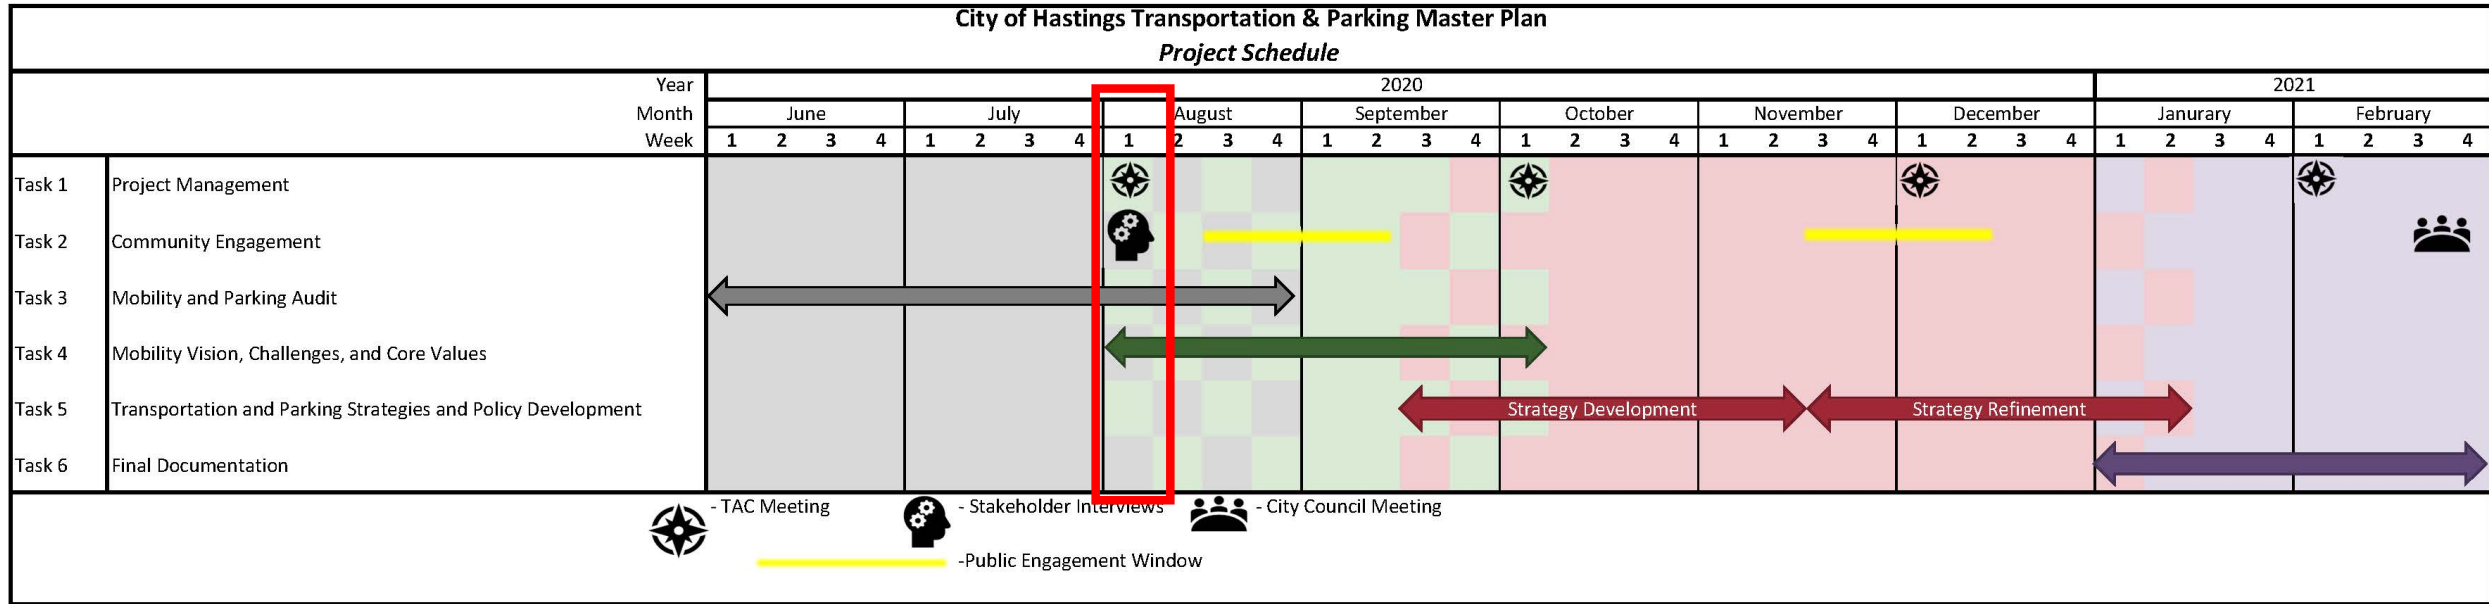 City of Hastings Transportation & Parking Master Plan
Project Schedule
Year 2020 2021
Month June July August September October November December Janurary February
Week 1 2 3 4 1 2 3 4 1 2 3 4 1 2 3 4 1 2 3 4 1 2 3 4 1 2 3 4 1 2 3 4 1 2 3 4
Task 1 Project Management
Task 2 Community Engagement
Task 3 Mobility and Parking Audit
Task 4 Mobility Vision, Challenges, and Core Values
Task 5 Transportation and Parking Strategies and Policy Development Strategy Development Strategy Refinement
Task 6 Final Documentation
- TAC Meeting - Stakeholder Interviews - City Council Meeting
-Public Engagement Window